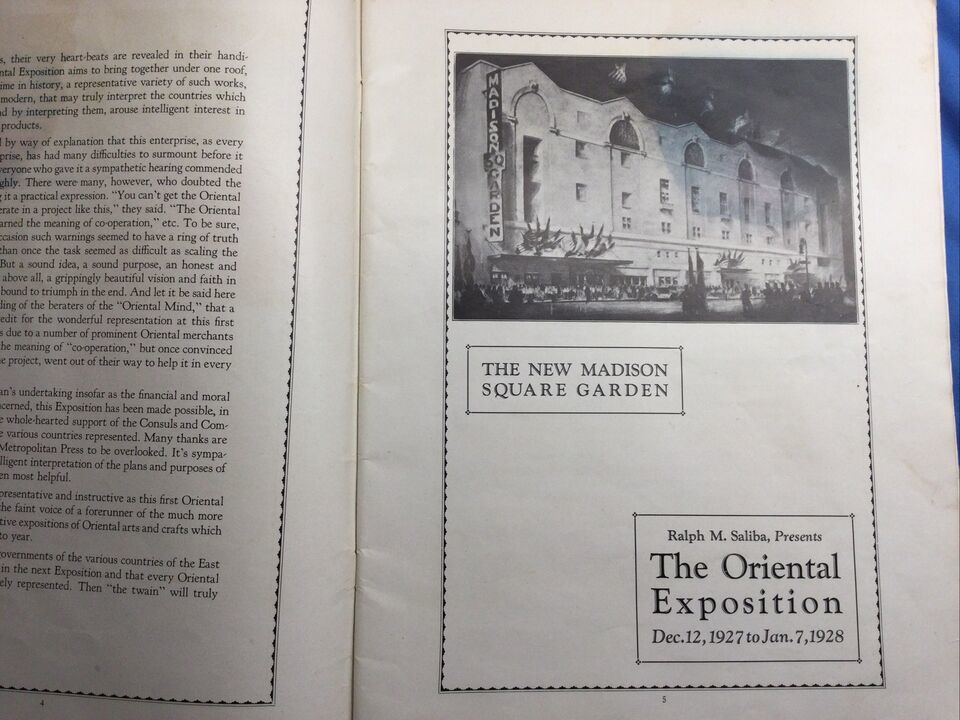 s, their very heart-beats are revealed in their handi-
ntal Exposition aims to bring together under one roof,
ime in history, a representative variety of such works,
modern, that may truly interpret the countries which
nd by interpreting them, arouse intelligent interest in
products.
l by way of explanation that this enterprise, as every
prise, has had many difficulties to surmount before it
veryone who gave it a sympathetic hearing commended
ghly. There were many, however, who doubted the
g it a practical expression. "You can't get the Oriental
erate in a project like this," they said. "The Oriental
arned the meaning of co-operation," etc. To be sure,
ccasion such warnings seemed to have a ring of truth
than once the task seemed as difficult as scaling the
But a sound idea, a sound purpose, an honest and
above all, a grippingly beautiful vision and faith in
bound to triumph in the end. And let it be said here
ding of the beraters of the "Oriental Mind," that a
edit for the wonderful representation at this first
s due to a number of prominent Oriental merchants
the meaning of "co-operation," but once convinced
e project, went out of their way to help it in every
an's undertaking insofar as the financial and moral
cerned, this Exposition has been made possible, in
e whole-hearted support of the Consuls and Com-
e various countries represented. Many thanks are
Metropolitan Press to be overlooked. It's sympa-
lligent interpretation of the plans and purposes of
en most helpful.
presentative and instructive as this first Oriental
the faint voice of a forerunner of the much more
tive expositions of Oriental arts and crafts which
to year.
governments of the various countries of the East
in the next Exposition and that every Oriental
ely represented. Then "the twain" will truly
4
MADISON SQ GARDEN
THE NEW MADISON
SQUARE GARDEN
Ralph M. Saliba, Presents
The Oriental
Exposition
Dec. 12, 1927 to Jan. 7, 1928
5